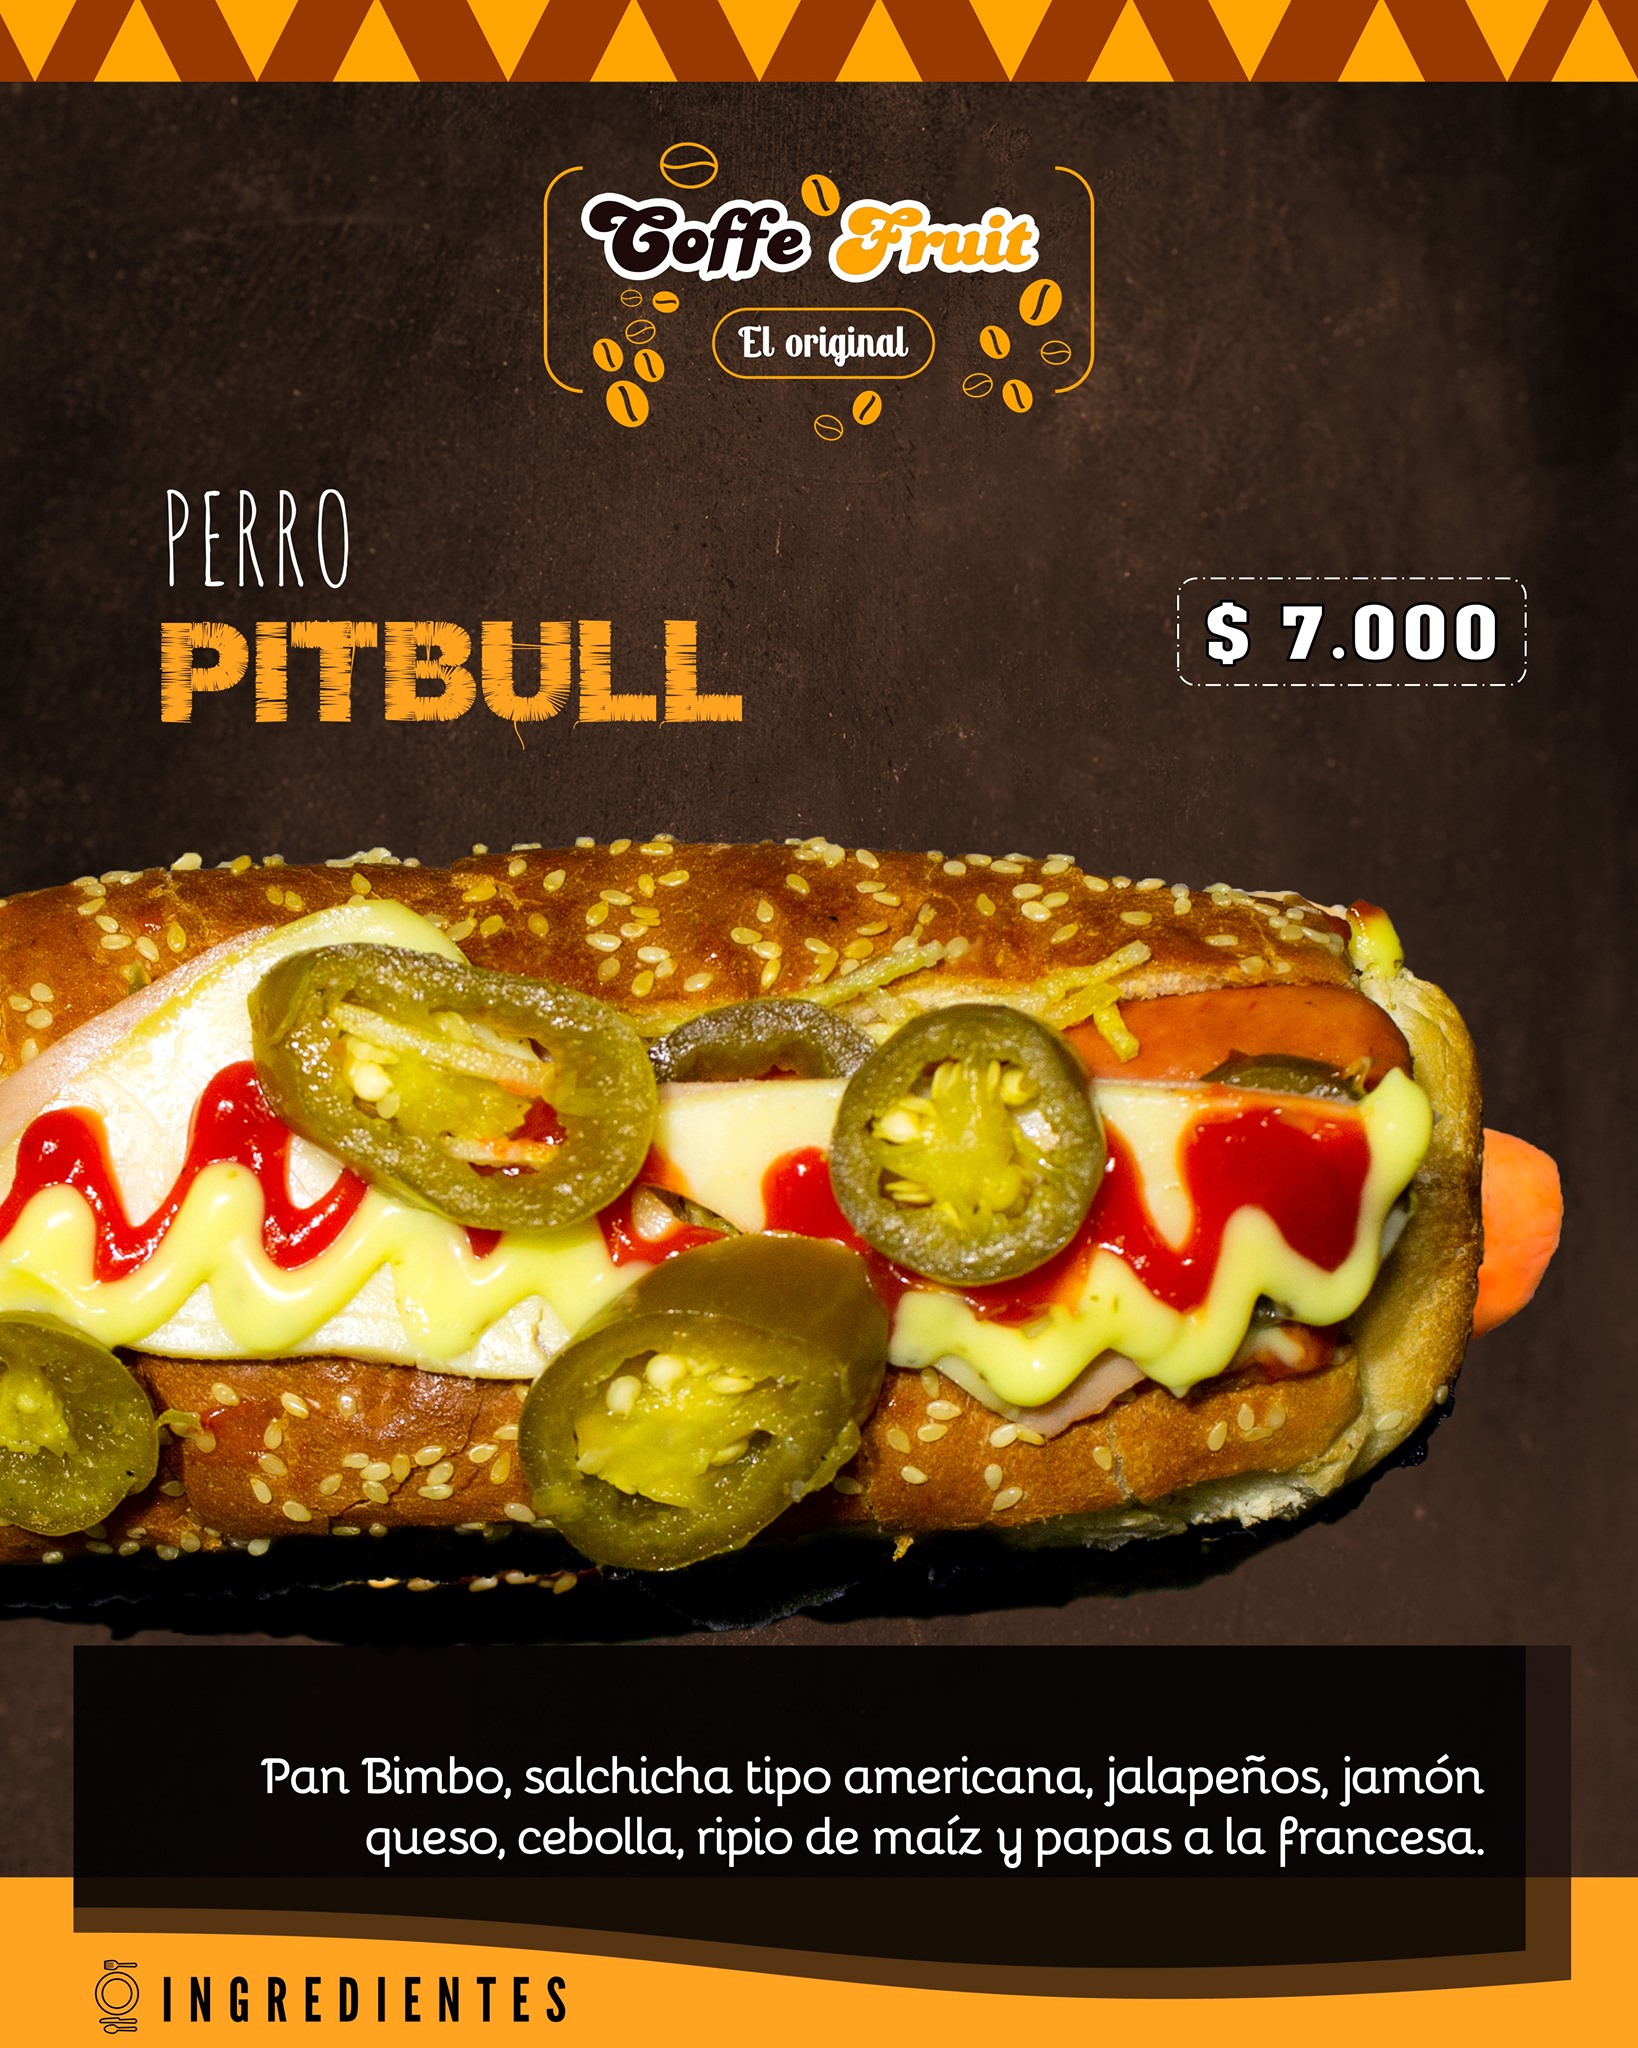 Coffe Fruit
El original
PERRO
PITBULL
$ 7.000
Pan Bimbo, salchicha tipo americana, jalapeños, jamón
queso, cebolla, ripio de maíz y papas a la francesa.
INGREDIENTES